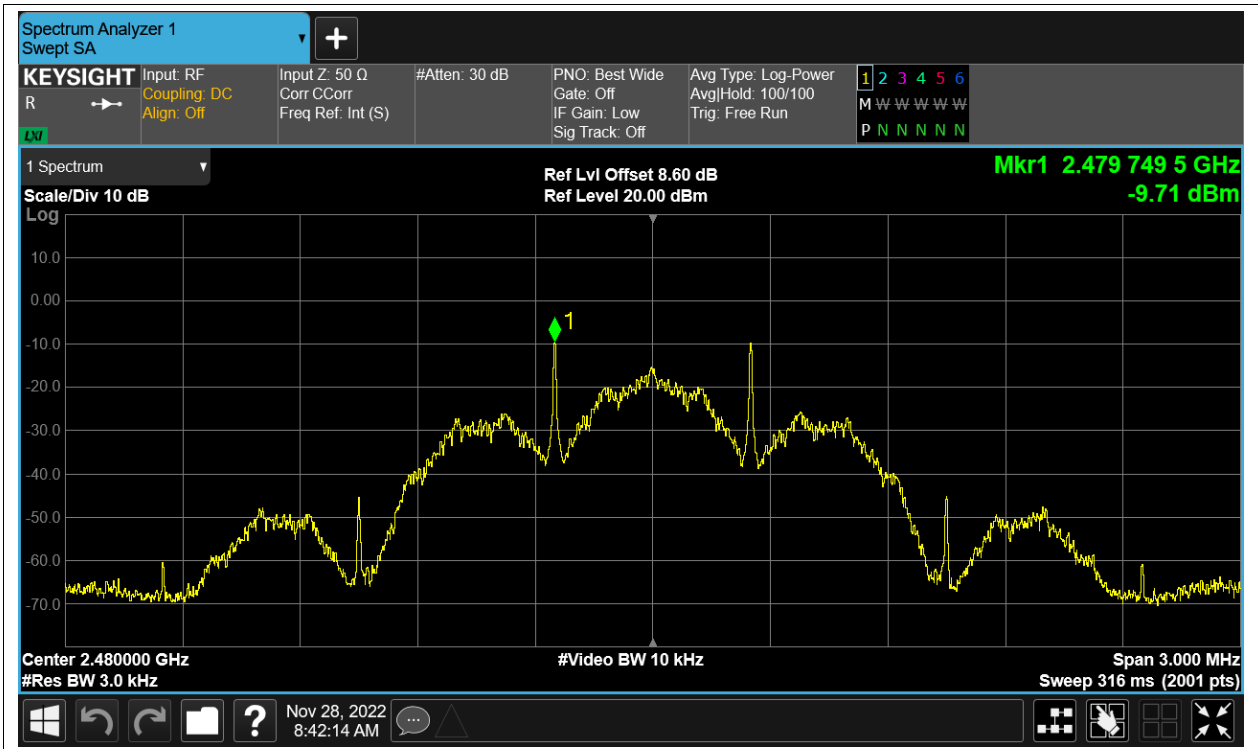 Spectrum Analyzer 1
Swept SA
KEYSIGHT
R
LXI
Input: RF
Coupling: DC
Align: Off
Input Z: 50 Ω
Corr CCorr
Freq Ref: Int (S)
#Atten: 30 dB
PNO: Best Wide
Gate: Off
IF Gain: Low
Sig Track: Off
Avg Type: Log-Power
Avg|Hold: 100/100
Trig: Free Run
1 2 3 4 5 6
M W W W W W
P N N N N N
1 Spectrum
Scale/Div 10 dB
Log
Ref Lvl Offset 8.60 dB
Ref Level 20.00 dBm
Mkr1 2.479 749 5 GHz
-9.71 dBm
10.0
0.00
1
-10.0
-20.0
-30.0
-40.0
-50.0
-60.0
-70.0
Center 2.480000 GHz
#Res BW 3.0 kHz
#Video BW 10 kHz
Span 3.000 MHz
Sweep 316 ms (2001 pts)
?
Nov 28, 2022
8:42:14 AM